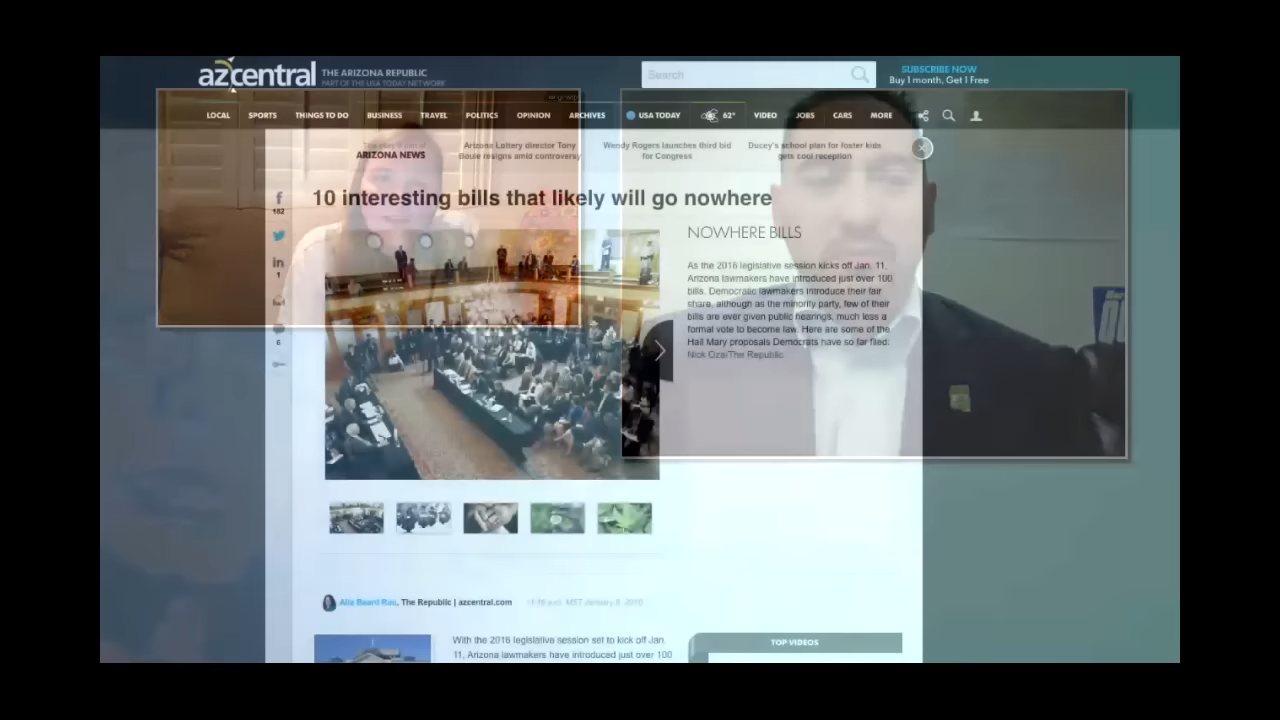 azcentral THE ARIZONA REPUBLIC
PART OF THE USA TODAY NETWORK
Search
SUBSCRIBE NOW
Buy 1 month, Get 1 Free
LOCAL SPORTS THINGS TO DO BUSINESS TRAVEL POLITICS OPINION ARCHIVES USA TODAY 62° VIDEO JOBS CARS MORE
ARIZONA NEWS
Arizona Lottery director Tony
Bouie resigns amid controversy
Wendy Rogers launches third bid
for Congress
Ducey's school plan for foster kids
gets cool reception
10 interesting bills that likely will go nowhere
182
1
6
NOWHERE BILLS
As the 2016 legislative session kicks off Jan. 11,
Arizona lawmakers have introduced just over 100
bills. Democratic lawmakers introduce their fair
share, although as the minority party, few of their
bills are ever given public hearings, much less a
formal vote to become law. Here are some of the
Hail Mary proposals Democrats have so far filed:
Nick Oza/The Republic
Alia Beard Rau, The Republic | azcentral.com
MST January 8, 2016
With the 2016 legislative session set to kick off Jan.
11, Arizona lawmakers have introduced just over 100
TOP VIDEOS